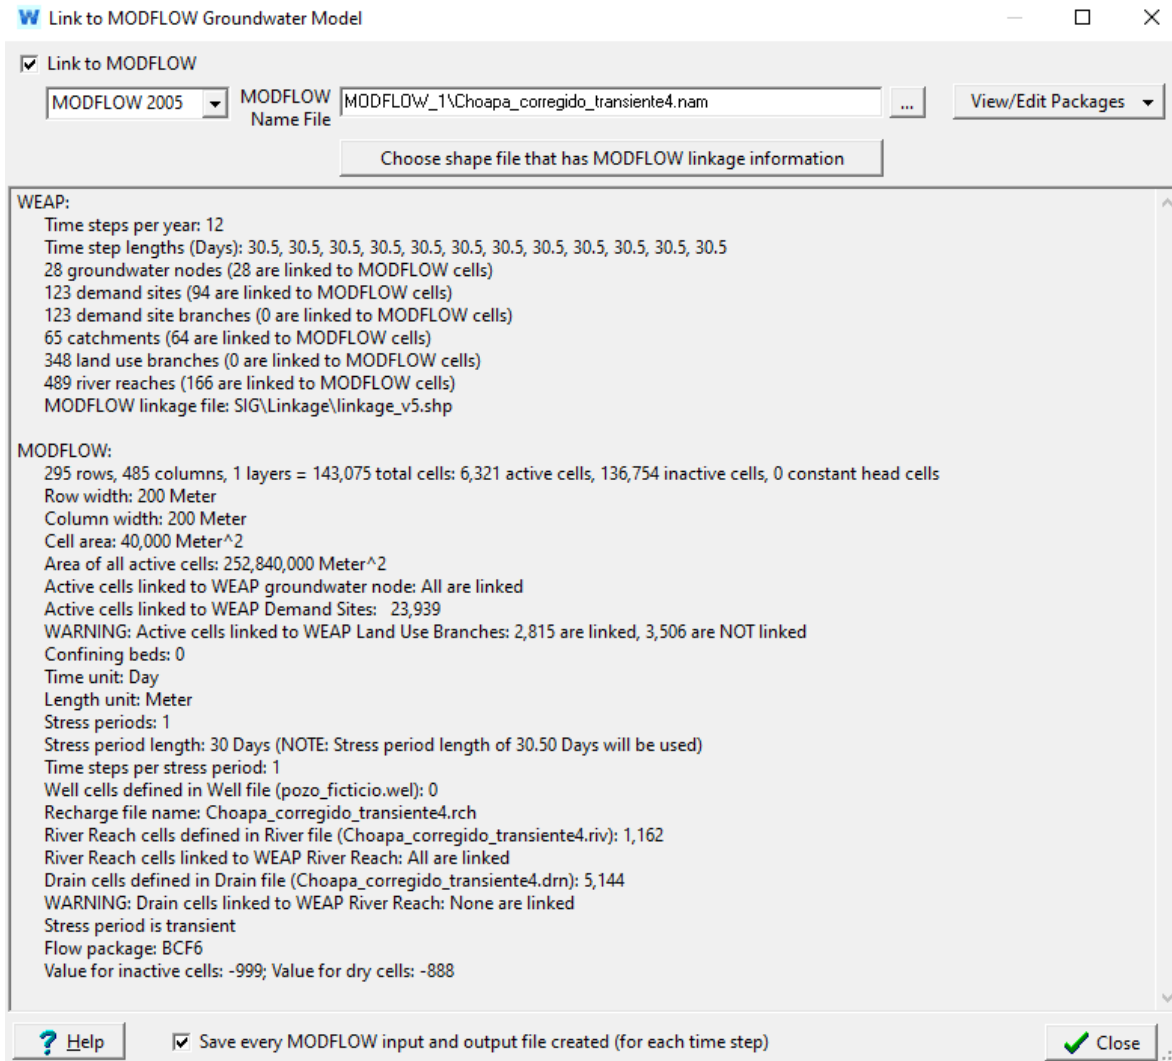 W Link to MODFLOW Groundwater Model
Link to MODFLOW
MODFLOW 2005 MODFLOW Name File MODFLOW_1\Choapa_corregido_transiente4.nam ... View/Edit Packages
Choose shape file that has MODFLOW linkage information
WEAP:
Time steps per year: 12
Time step lengths (Days): 30.5, 30.5, 30.5, 30.5, 30.5, 30.5, 30.5, 30.5, 30.5, 30.5, 30.5, 30.5
28 groundwater nodes (28 are linked to MODFLOW cells)
123 demand sites (94 are linked to MODFLOW cells)
123 demand site branches (0 are linked to MODFLOW cells)
65 catchments (64 are linked to MODFLOW cells)
348 land use branches (0 are linked to MODFLOW cells)
489 river reaches (166 are linked to MODFLOW cells)
MODFLOW linkage file: SIG\Linkage\linkage_v5.shp
MODFLOW:
295 rows, 485 columns, 1 layers = 143,075 total cells: 6,321 active cells, 136,754 inactive cells, 0 constant head cells
Row width: 200 Meter
Column width: 200 Meter
Cell area: 40,000 Meter^2
Area of all active cells: 252,840,000 Meter^2
Active cells linked to WEAP groundwater node: All are linked
Active cells linked to WEAP Demand Sites: 23,939
WARNING: Active cells linked to WEAP Land Use Branches: 2,815 are linked, 3,506 are NOT linked
Confining beds: 0
Time unit: Day
Length unit: Meter
Stress periods: 1
Stress period length: 30 Days (NOTE: Stress period length of 30.50 Days will be used)
Time steps per stress period: 1
Well cells defined in Well file (pozo_ficticio.wel): 0
Recharge file name: Choapa_corregido_transiente4.rch
River Reach cells defined in River file (Choapa_corregido_transiente4.riv): 1,162
River Reach cells linked to WEAP River Reach: All are linked
Drain cells defined in Drain file (Choapa_corregido_transiente4.drn): 5,144
WARNING: Drain cells linked to WEAP River Reach: None are linked
Stress period is transient
Flow package: BCF6
Value for inactive cells: -999; Value for dry cells: -888
? Help Save every MODFLOW input and output file created (for each time step) Close